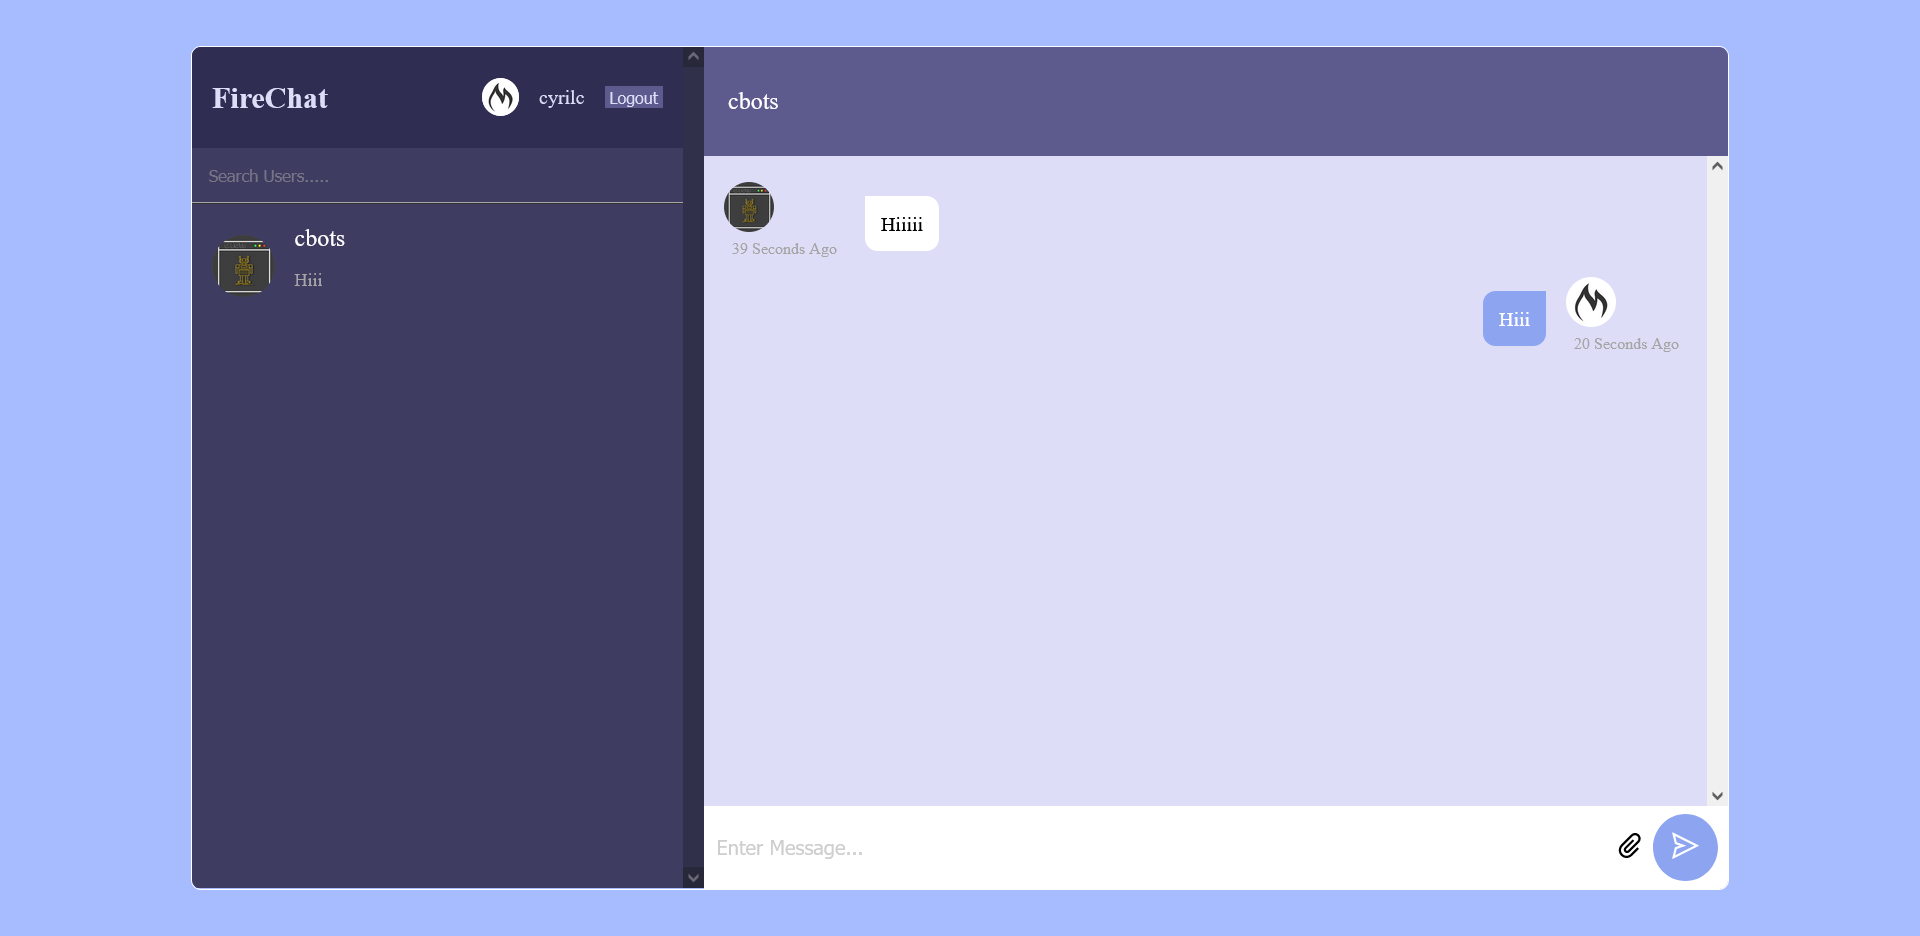 FireChat
cyrilc
Logout
Search Users.....
cbots
Hiii
cbots
Hiiiii
39 Seconds Ago
Hiii
20 Seconds Ago
Enter Message...